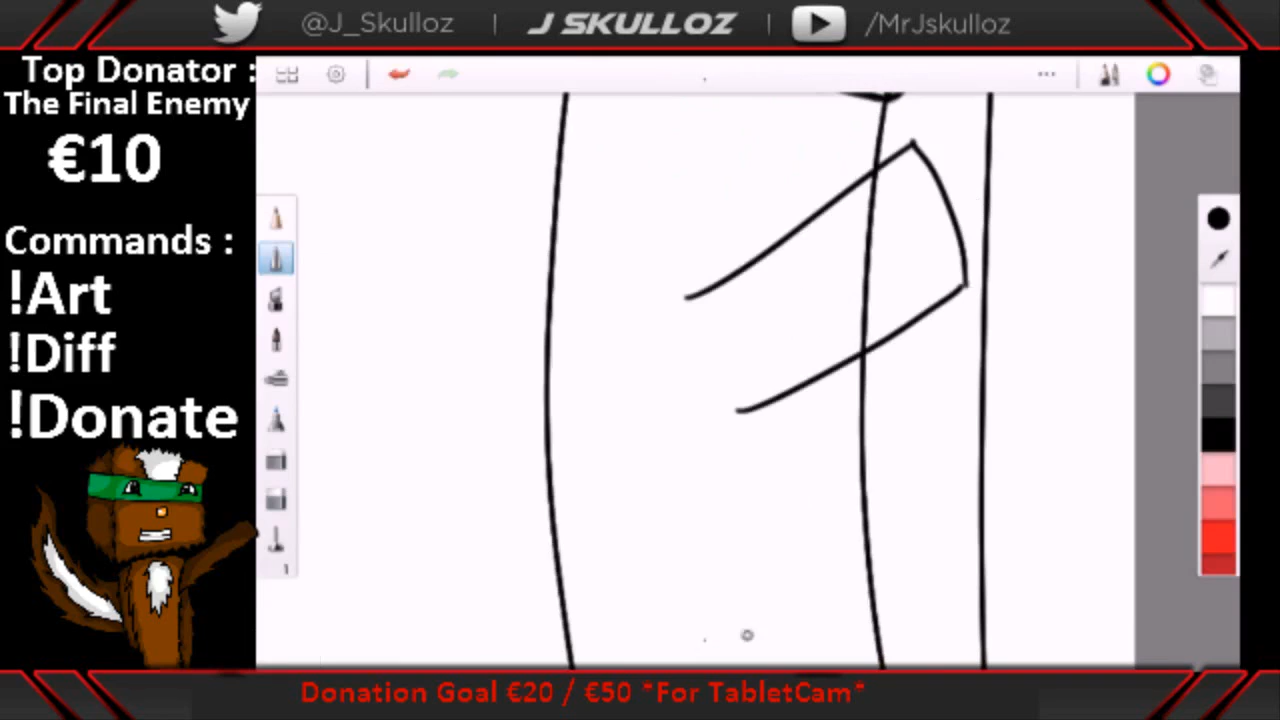 @J_Skulloz | J SKULLOZ | /MrJskulloz
Top Donator :
The Final Enemy
€10
Commands :
!Art
!Diff
!Donate
1
Donation Goal €20 / €50 *For TabletCam*